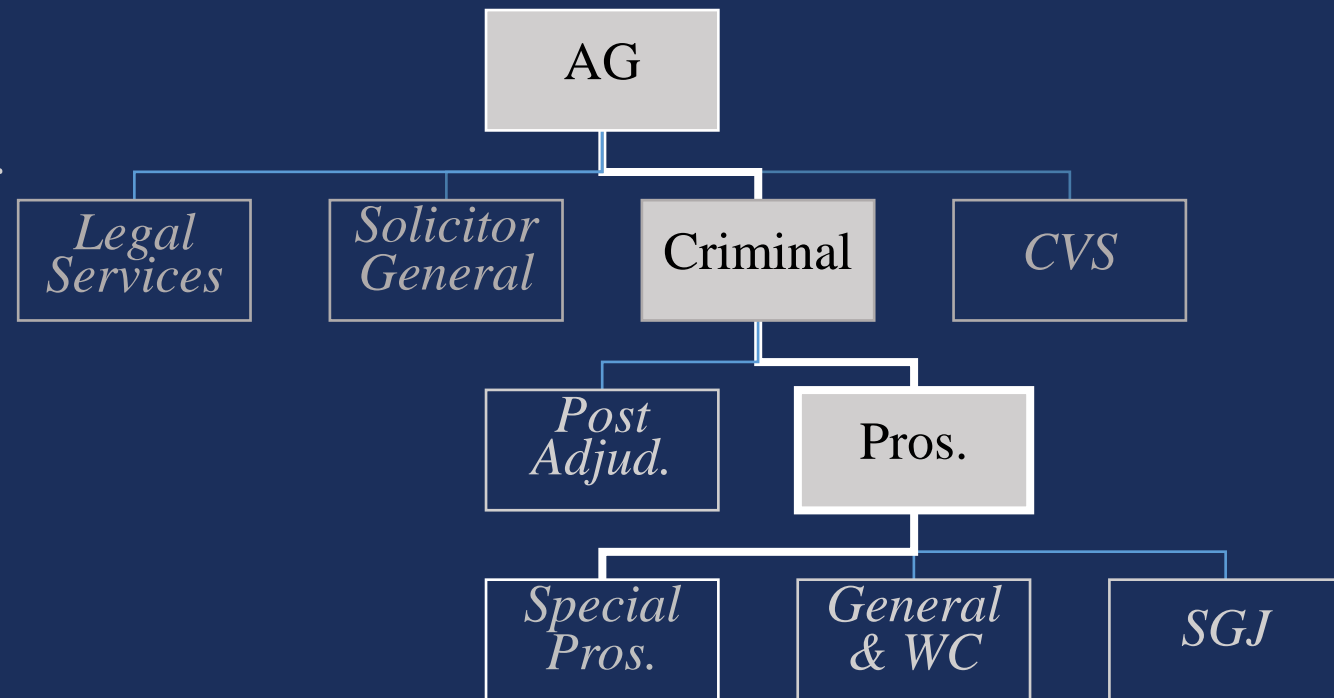 AG
Legal
Services
Solicitor
General
Criminal
CVS
Post
Adjud.
Pros.
Special
Pros.
General
& WC
SGJ